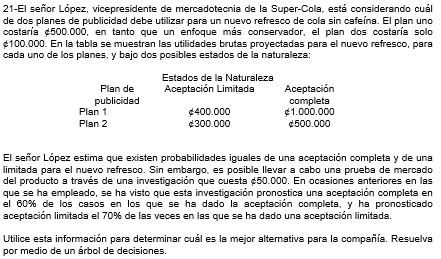 21-El señor López, vicepresidente de mercadotecnia de la Super-Cola, está considerando cuál
de dos planes de publicidad debe utilizar para un nuevo refresco de cola sin cafeína. El plan uno
costaría ¢500.000, en tanto que un enfoque más conservador, el plan dos costaría solo
¢100.000. En la tabla se muestran las utilidades brutas proyectadas para el nuevo refresco, para
cada uno de los planes, y bajo dos posibles estados de la naturaleza:
Estados de la Naturaleza
Plan de Aceptación Limitada Aceptación
publicidad completa
Plan 1 ¢400.000 ¢1.000.000
Plan 2 ¢300.000 ¢500.000
El señor López estima que existen probabilidades iguales de una aceptación completa y de una
limitada para el nuevo refresco. Sin embargo, es posible llevar a cabo una prueba de mercado
del producto a través de una investigación que cuesta ¢50.000. En ocasiones anteriores en las
que se ha empleado, se ha visto que esta investigación pronostica una aceptación completa en
el 60% de los casos en los que se ha dado la aceptación completa, y ha pronosticado
aceptación limitada el 70% de las veces en las que se ha dado una aceptación limitada.
Utilice esta información para determinar cuál es la mejor alternativa para la compañía. Resuelva
por medio de un árbol de decisiones.